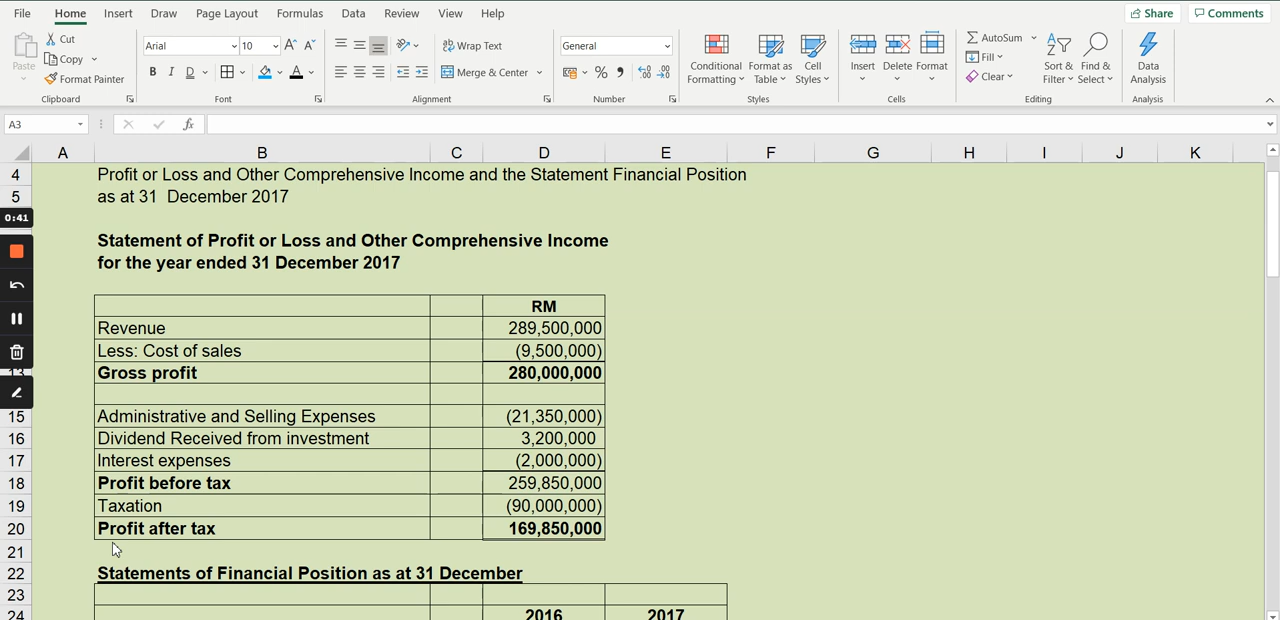 File Home Insert Draw Page Layout Formulas Data Review View Help Share Comments
Paste Cut Copy Format Painter Clipboard
Arial 10 A A B I U A Font
Wrap Text Merge & Center Alignment
General % , Number
Conditional Formatting Format as Table Cell Styles Styles
Insert Delete Format Cells
AutoSum Fill Clear Sort & Filter Find & Select Editing
Data Analysis Analysis
A3 fx
A B C D E F G H I J K
4 Profit or Loss and Other Comprehensive Income and the Statement Financial Position
5 as at 31 December 2017
0:41
Statement of Profit or Loss and Other Comprehensive Income
for the year ended 31 December 2017
RM
Revenue 289,500,000
Less: Cost of sales (9,500,000)
13 Gross profit 280,000,000
15 Administrative and Selling Expenses (21,350,000)
16 Dividend Received from investment 3,200,000
17 Interest expenses (2,000,000)
18 Profit before tax 259,850,000
19 Taxation (90,000,000)
20 Profit after tax 169,850,000
21
22 Statements of Financial Position as at 31 December
23
24 2016 2017